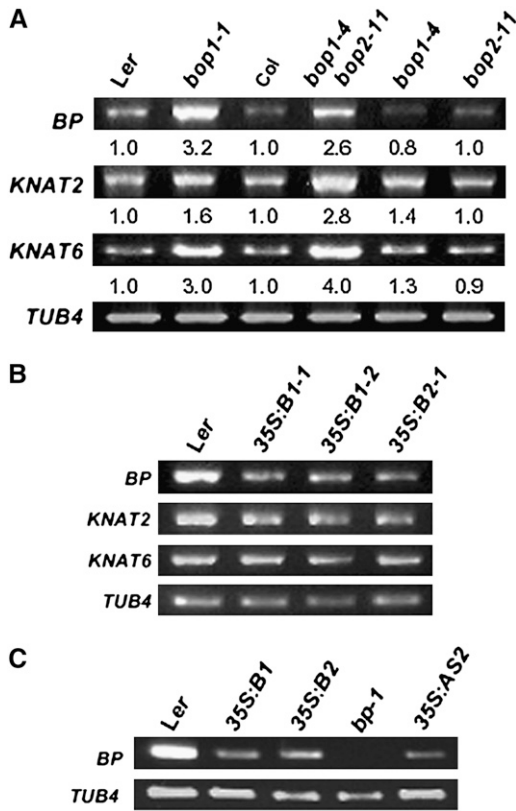 A
Ler bop1-1 Col bop1-4 bop2-11 bop1-4 bop2-11
BP
1.0 3.2 1.0 2.6 0.8 1.0
KNAT2
1.0 1.6 1.0 2.8 1.4 1.0
KNAT6
1.0 3.0 1.0 4.0 1.3 0.9
TUB4
B
Ler 35S:B1-1 35S:B1-2 35S:B2-1
BP
KNAT2
KNAT6
TUB4
C
Ler 35S:B1 35S:B2 bp-1 35S:AS2
BP
TUB4